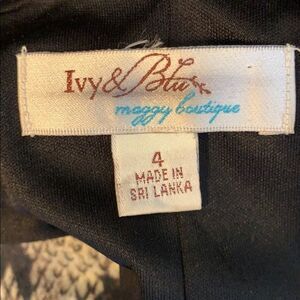 Ivy & Blu
maggy boutique
4
MADE IN
SRI LANKA